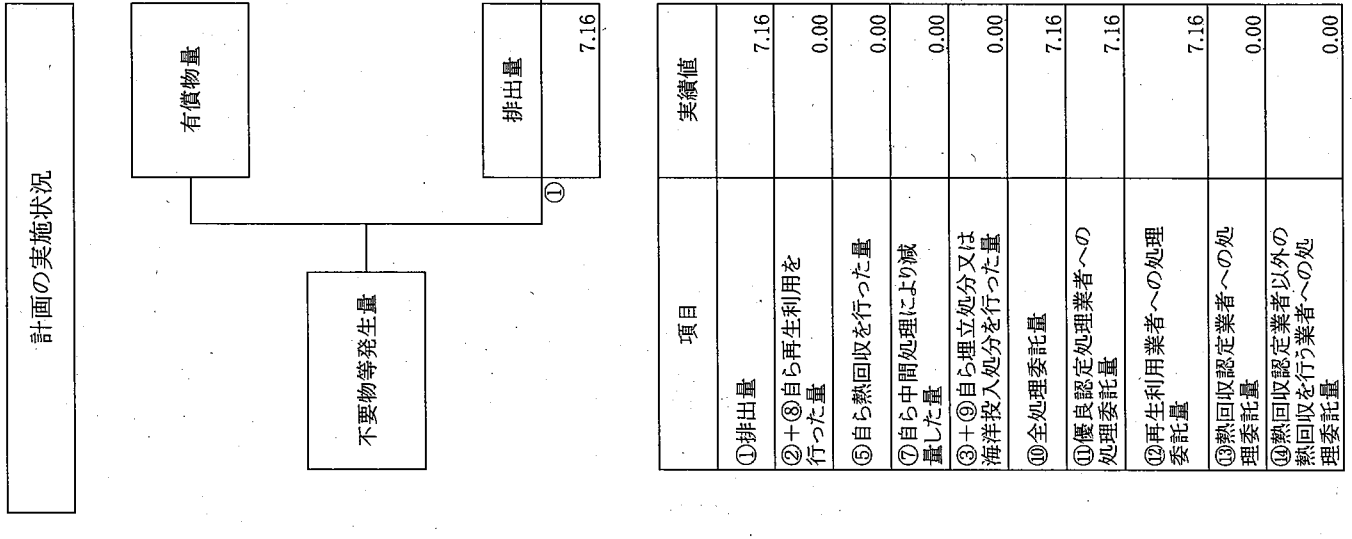 計画の実施状況
有償物量
不要物等発生量
排出量
①
7.16
項目
実績値
①排出量
7.16
②+⑧自ら再生利用を
行った量
0.00
⑤自ら熱回収を行った量
0.00
⑦自ら中間処理により減
量した量
0.00
③+⑨自ら埋立処分又は
海洋投入処分を行った量
0.00
⑩全処理委託量
7.16
⑪優良認定処理業者への
処理委託量
7.16
⑫再生利用業者への処理
委託量
7.16
⑬熱回収認定業者への処
理委託量
0.00
⑭熱回収認定業者以外の
熱回収を行う業者への処
理委託量
0.00